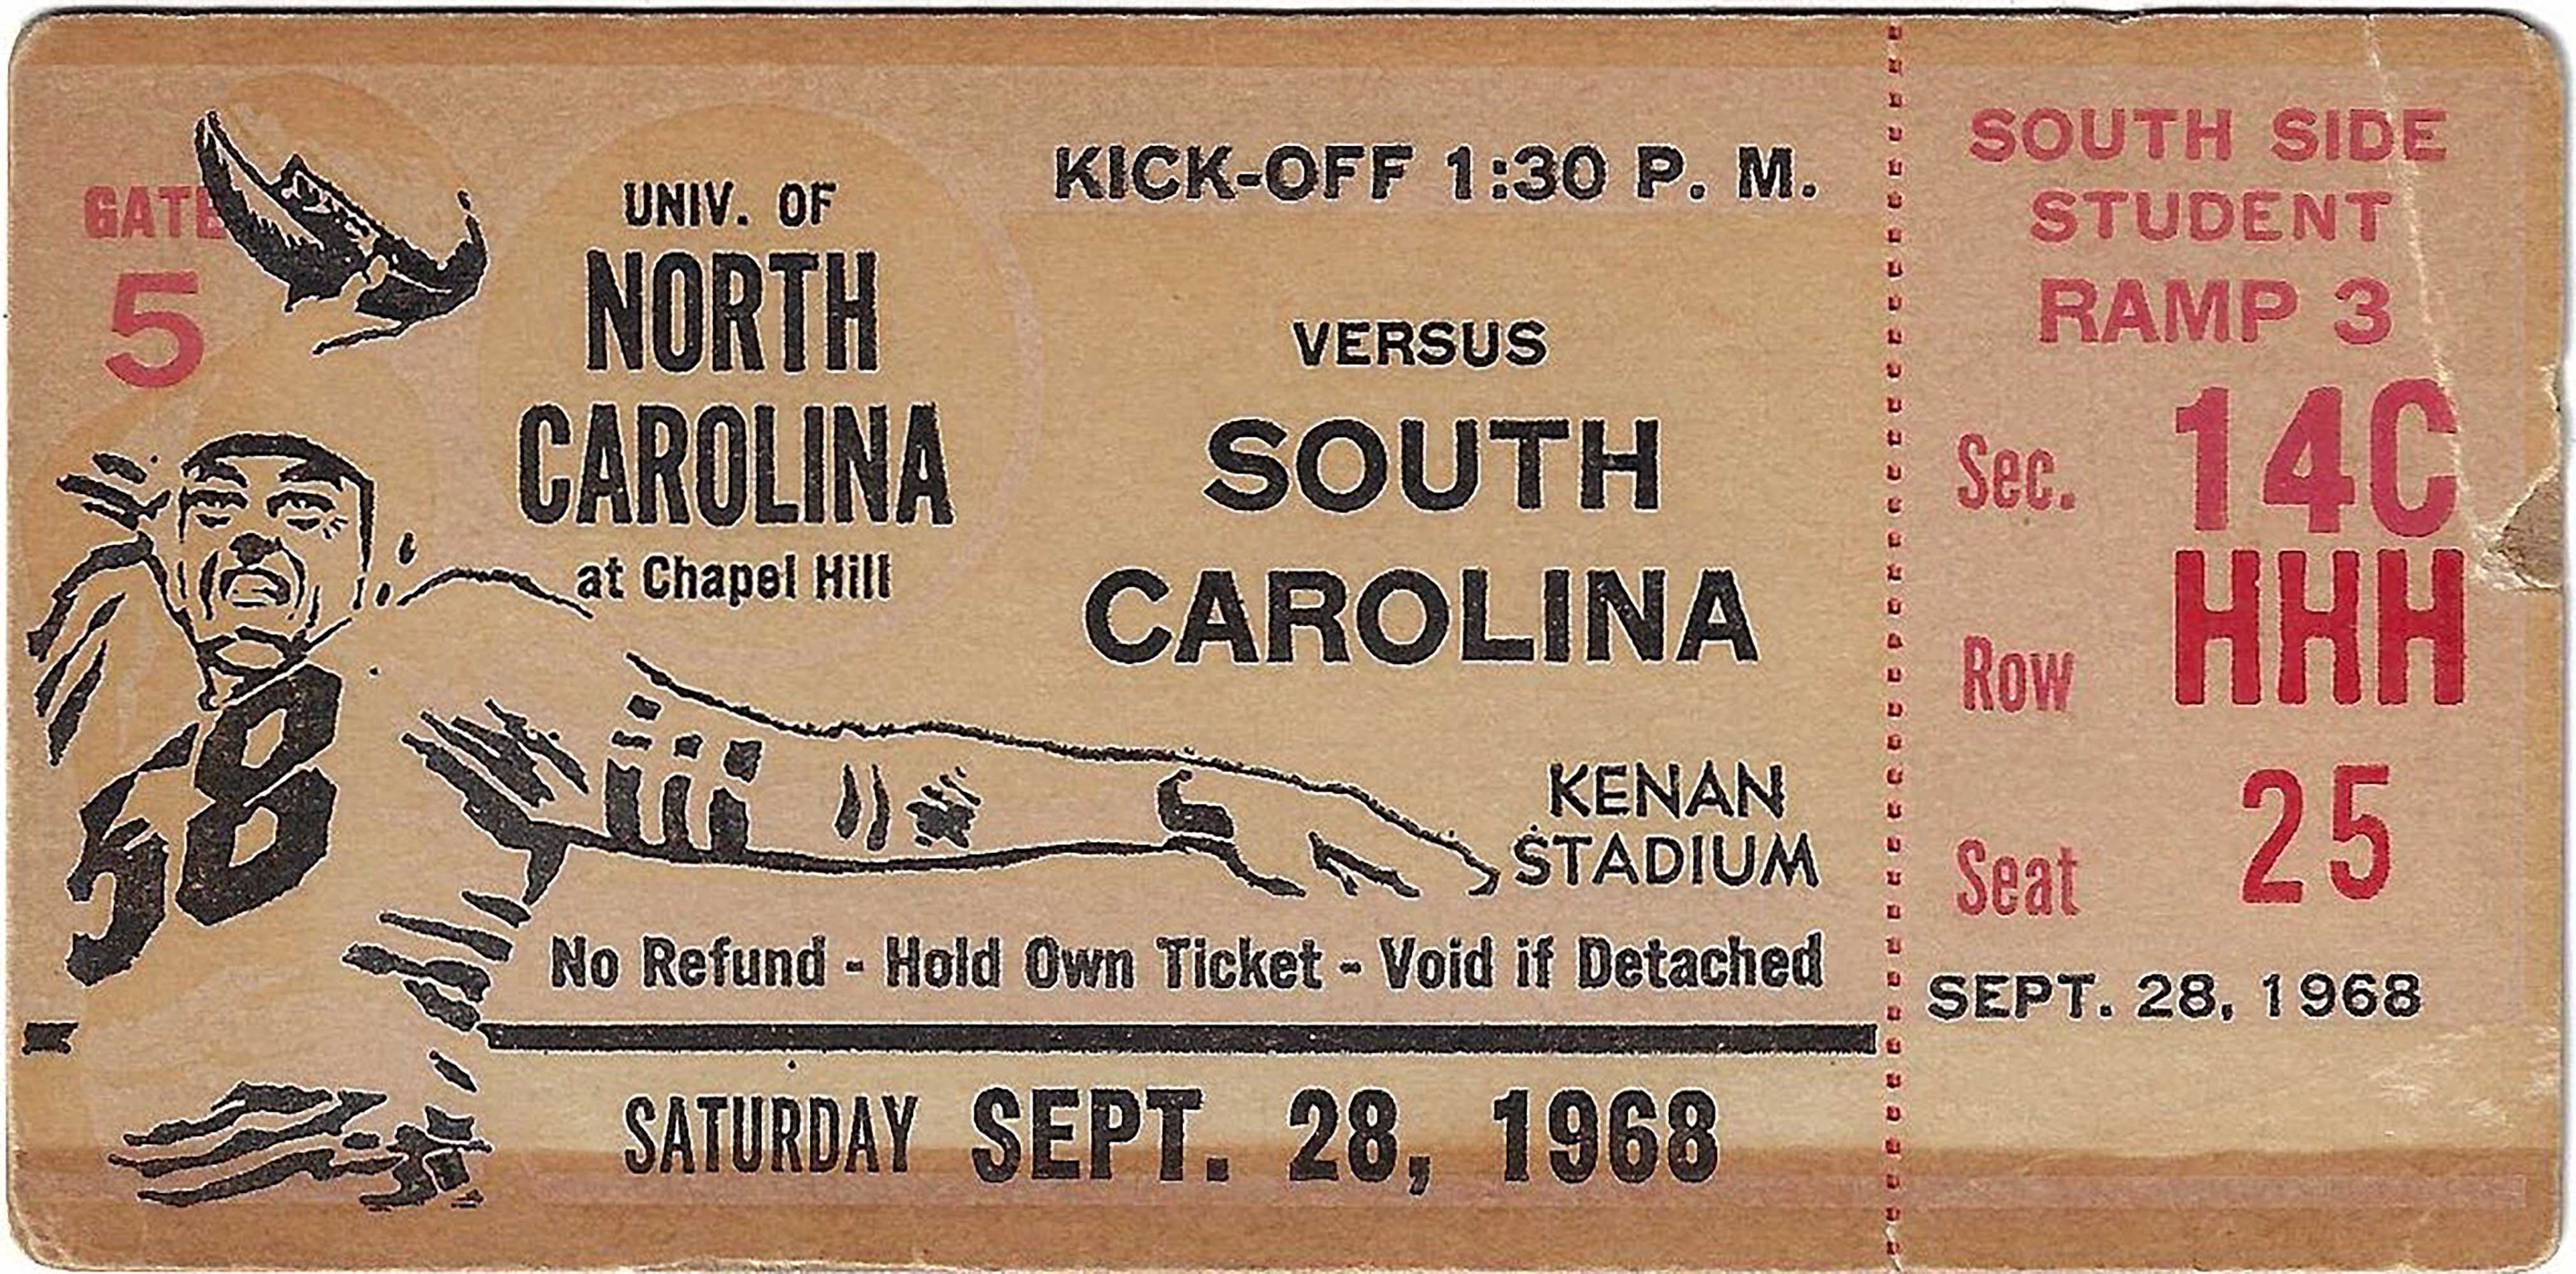 GATE
5
UNIV. OF
NORTH
CAROLINA
at Chapel Hill
KICK-OFF 1:30 P. M.
VERSUS
SOUTH
CAROLINA
KENAN
STADIUM
58
No Refund - Hold Own Ticket - Void if Detached
SATURDAY SEPT. 28, 1968
SOUTH SIDE
STUDENT
RAMP 3
Sec. 14C
Row HHH
Seat 25
SEPT. 28, 1968